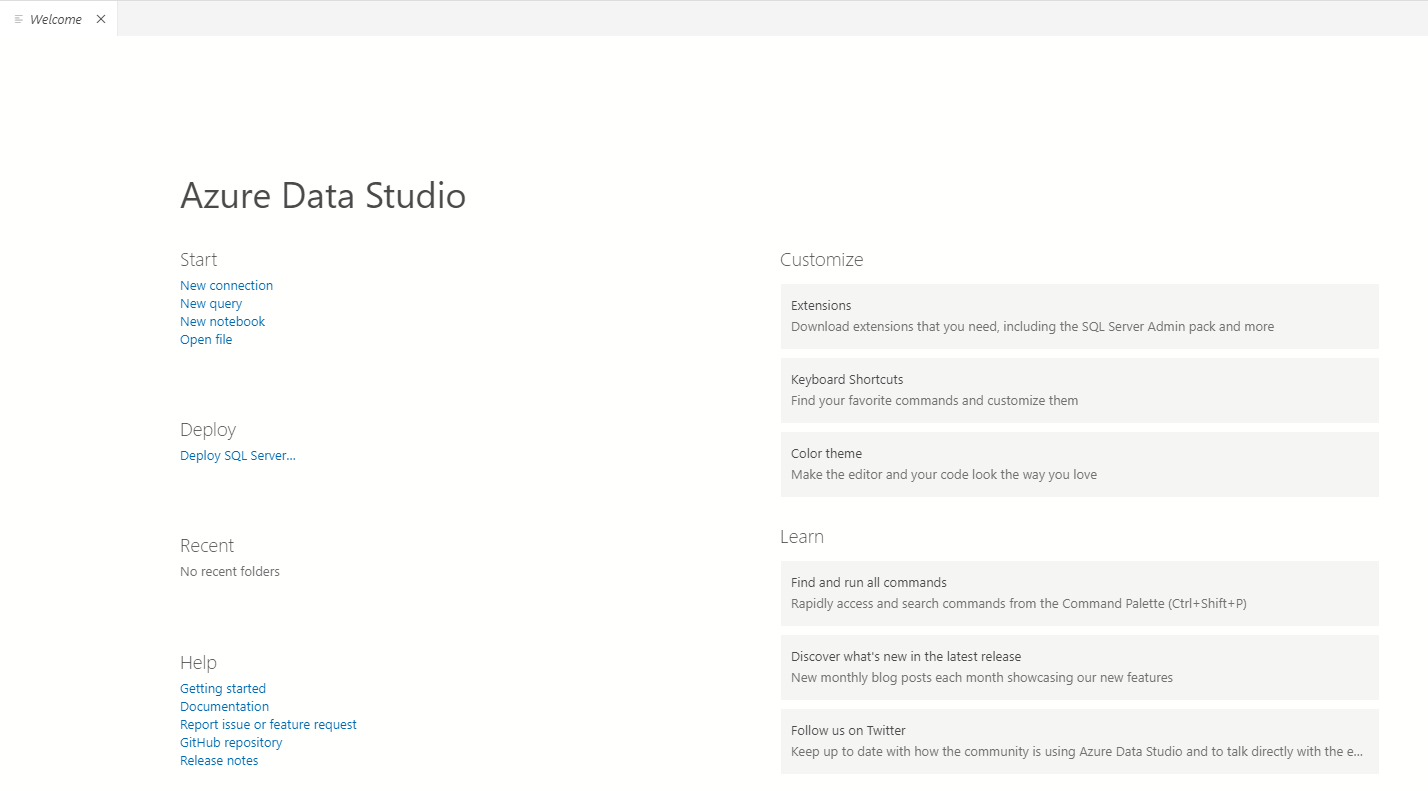 Welcome
Azure Data Studio
Start
New connection
New query
New notebook
Open file
Deploy
Deploy SQL Server...
Recent
No recent folders
Help
Getting started
Documentation
Report issue or feature request
GitHub repository
Release notes
Customize
Extensions
Download extensions that you need, including the SQL Server Admin pack and more
Keyboard Shortcuts
Find your favorite commands and customize them
Color theme
Make the editor and your code look the way you love
Learn
Find and run all commands
Rapidly access and search commands from the Command Palette (Ctrl+Shift+P)
Discover what's new in the latest release
New monthly blog posts each month showcasing our new features
Follow us on Twitter
Keep up to date with how the community is using Azure Data Studio and to talk directly with the e...